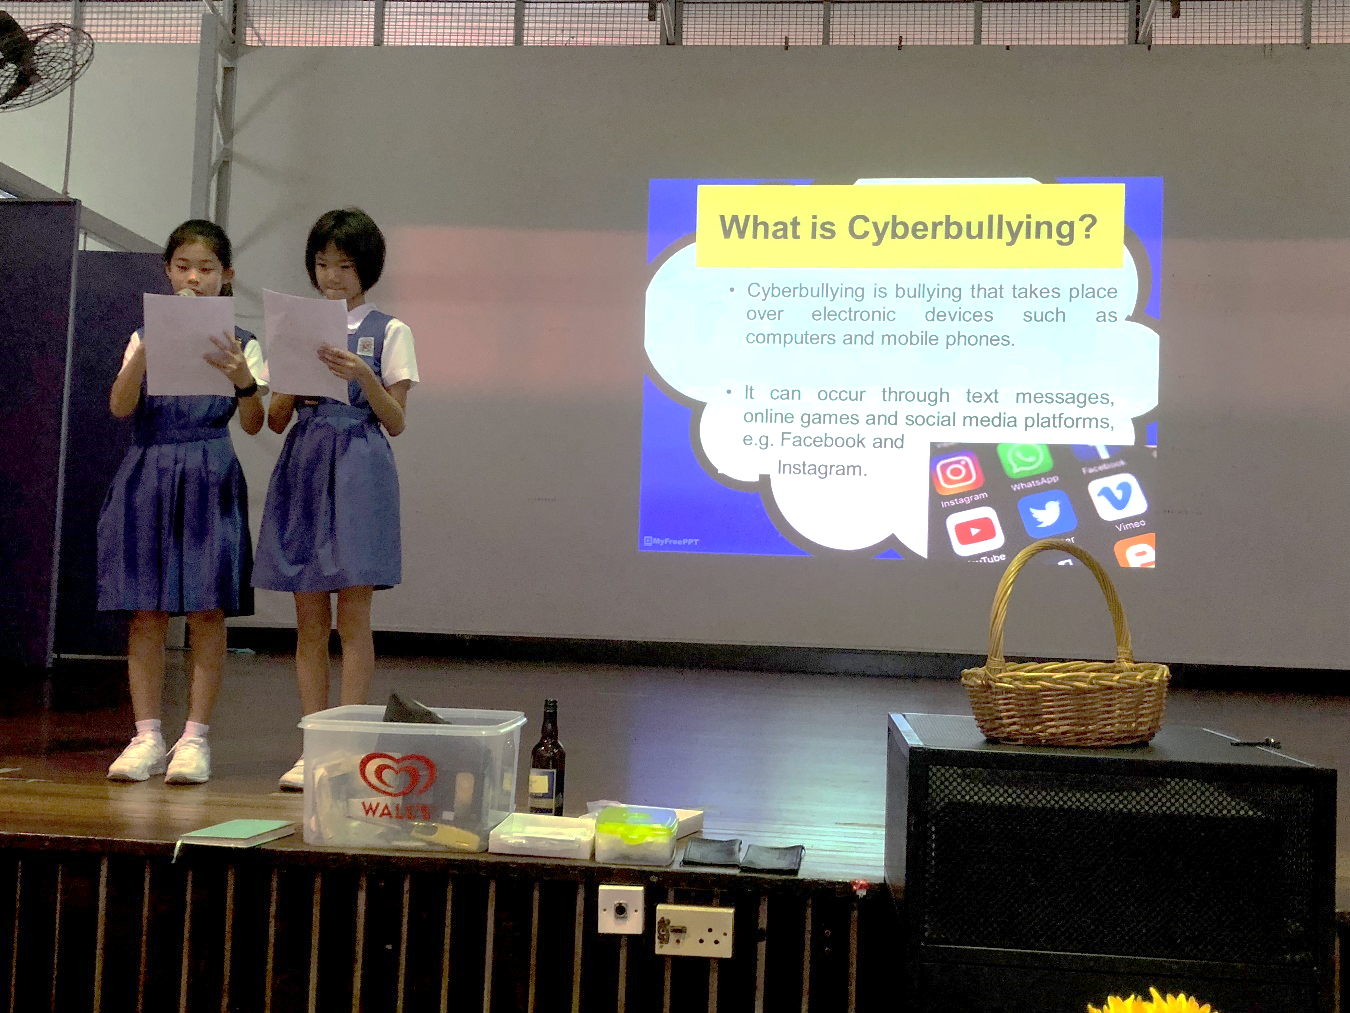 What is Cyberbullying?
• Cyberbullying is bullying that takes place
over electronic devices such as
computers and mobile phones.
• It can occur through text messages,
online games and social media platforms,
e.g. Facebook and
Instagram.
Instagram
WhatsApp
Facebook
Vimeo
MyFreePPT
WALL'S